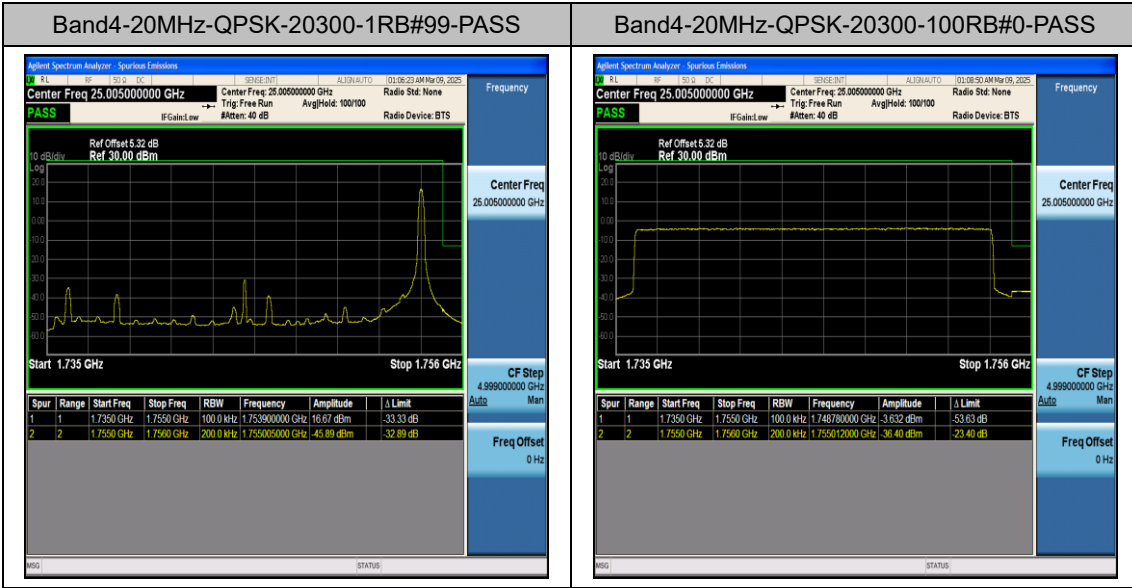 Band4-20MHz-QPSK-20300-1RB#99-PASS
Agilent Spectrum Analyzer - Spurious Emissions
RL RF 50 Ω DC SENSE:INT ALIGN AUTO 01:06:23 AM Mar 09, 2025
Center Freq 25.005000000 GHz
Center Freq: 25.005000000 GHz
Radio Std: None
Trig: Free Run Avg|Hold: 100/100
PASS
IFGain:Low #Atten: 40 dB Radio Device: BTS
Frequency
Ref Offset 5.32 dB
10 dB/div Ref 30.00 dBm
Log
20.0
10.0
0.00
-10.0
-20.0
-30.0
-40.0
-50.0
-60.0
Start 1.735 GHz Stop 1.756 GHz
Center Freq
25.005000000 GHz
CF Step
4.999000000 GHz
Auto Man
Freq Offset
0 Hz
Spur Range Start Freq Stop Freq RBW Frequency Amplitude Δ Limit
1 1 1.7350 GHz 1.7550 GHz 100.0 kHz 1.753900000 GHz 16.67 dBm -33.33 dB
2 2 1.7550 GHz 1.7560 GHz 200.0 kHz 1.755005000 GHz -45.89 dBm -32.89 dB
MSG STATUS
Band4-20MHz-QPSK-20300-100RB#0-PASS
Agilent Spectrum Analyzer - Spurious Emissions
RL RF 50 Ω DC SENSE:INT ALIGN AUTO 01:08:50 AM Mar 09, 2025
Center Freq 25.005000000 GHz
Center Freq: 25.005000000 GHz
Radio Std: None
Trig: Free Run Avg|Hold: 100/100
PASS
IFGain:Low #Atten: 40 dB Radio Device: BTS
Frequency
Ref Offset 5.32 dB
10 dB/div Ref 30.00 dBm
Log
20.0
10.0
0.00
-10.0
-20.0
-30.0
-40.0
-50.0
-60.0
Start 1.735 GHz Stop 1.756 GHz
Center Freq
25.005000000 GHz
CF Step
4.999000000 GHz
Auto Man
Freq Offset
0 Hz
Spur Range Start Freq Stop Freq RBW Frequency Amplitude Δ Limit
1 1 1.7350 GHz 1.7550 GHz 100.0 kHz 1.748780000 GHz -3.632 dBm -53.63 dB
2 2 1.7550 GHz 1.7560 GHz 200.0 kHz 1.755012000 GHz -36.40 dBm -23.40 dB
MSG STATUS